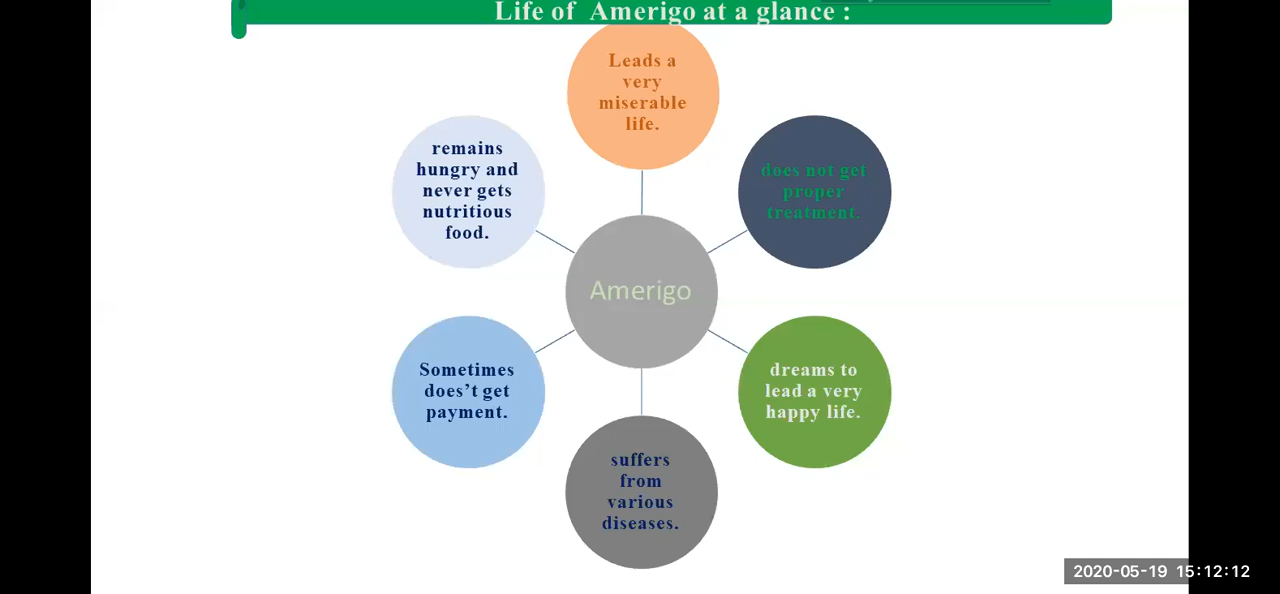 Life of Amerigo at a glance :
Leads a
very
miserable
life.
does not get
proper
treatment.
dreams to
lead a very
happy life.
suffers
from
various
diseases.
Sometimes
does’t get
payment.
remains
hungry and
never gets
nutritious
food.
Amerigo
2020-05-19 15:12:12